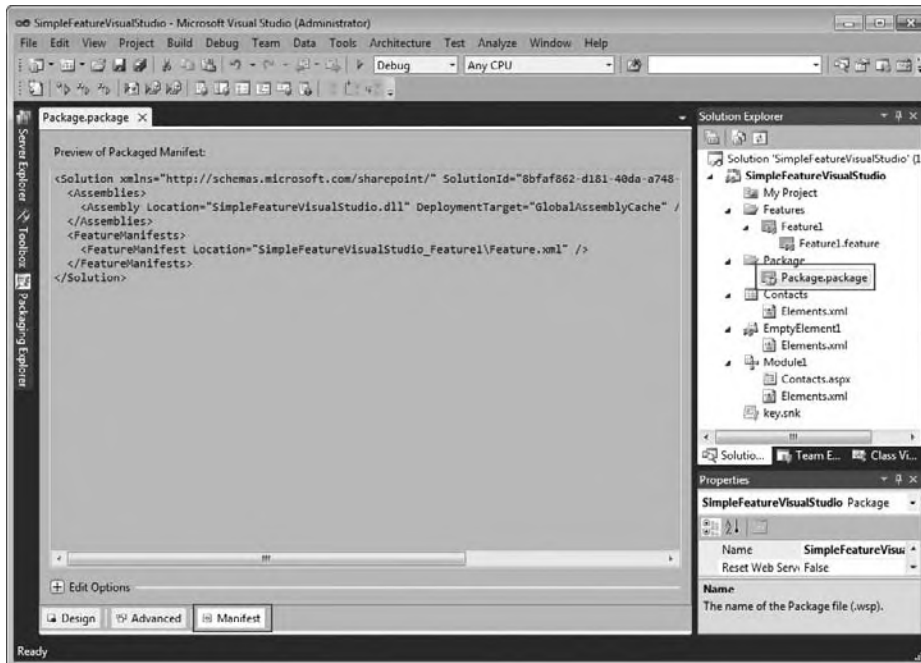 SimpleFeatureVisualStudio - Microsoft Visual Studio (Administrator)
File Edit View Project Build Debug Team Data Tools Architecture Test Analyze Window Help
Debug Any CPU
Package.package
Server Explorer
Toolbox
Packaging Explorer
Preview of Packaged Manifest:
<Solution xmlns="http://schemas.microsoft.com/sharepoint/" SolutionId="8bfaf862-d181-40da-a748-
<Assemblies>
<Assembly Location="SimpleFeatureVisualStudio.dll" DeploymentTarget="GlobalAssemblyCache" /
</Assemblies>
<FeatureManifests>
<FeatureManifest Location="SimpleFeatureVisualStudio_Feature1\Feature.xml" />
</FeatureManifests>
</Solution>
Edit Options
Design Advanced Manifest
Solution Explorer
Solution 'SimpleFeatureVisualStudio' (1
SimpleFeatureVisualStudio
My Project
Features
Feature1
Feature1.feature
Package
Package.package
Contacts
Elements.xml
EmptyElement1
Elements.xml
Module1
Contacts.aspx
Elements.xml
key.snk
Solutio... Team E... Class Vi...
Properties
SimpleFeatureVisualStudio Package
Name SimpleFeatureVisua
Reset Web Serv False
Name
The name of the Package file (.wsp).
Ready